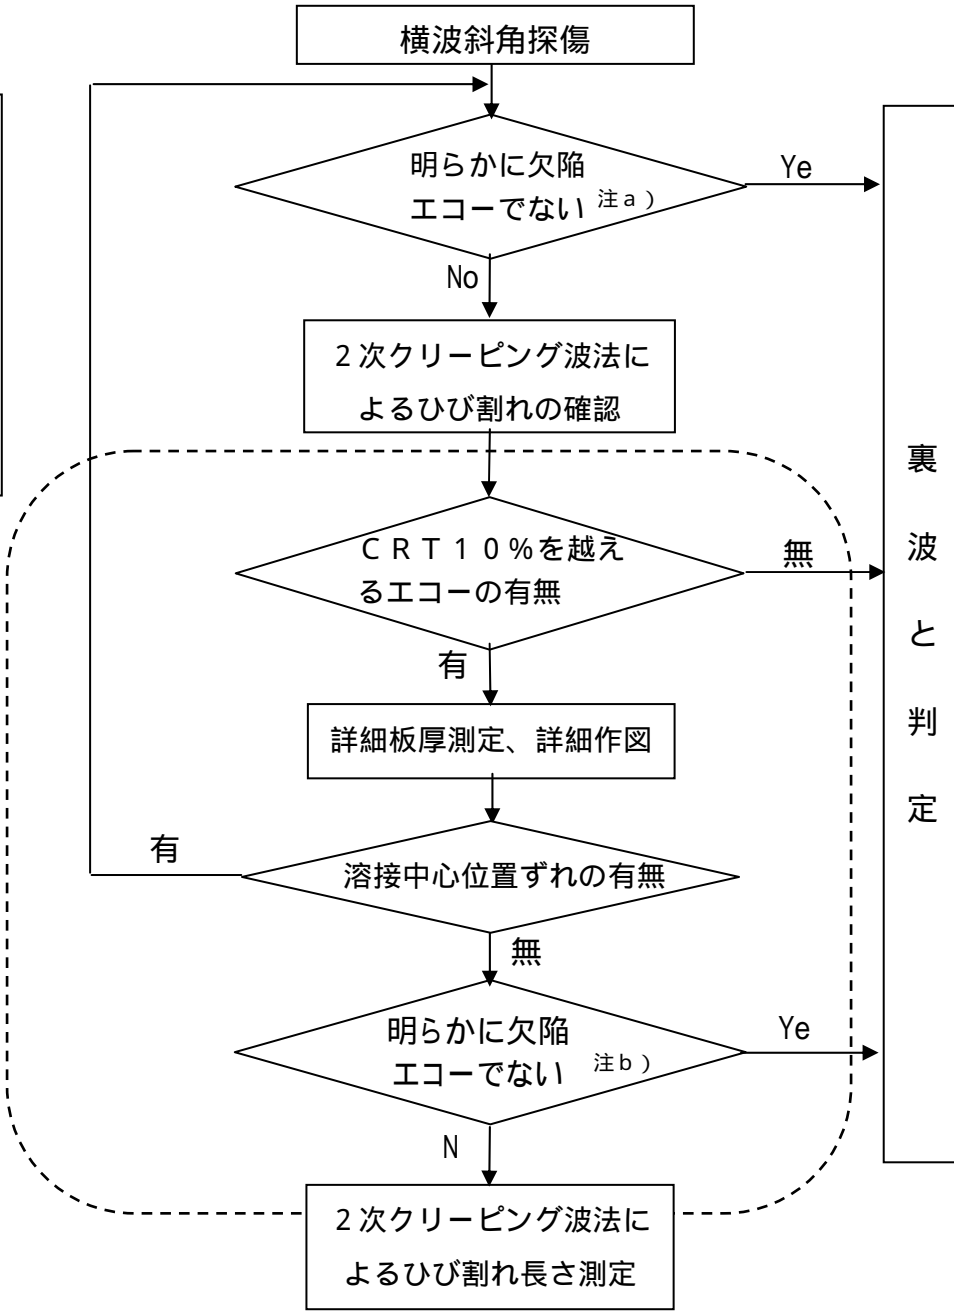 横波斜角探傷
明らかに欠陥
エコーでない 注a)
Ye
No
2次クリーピング波法に
よるひび割れの確認
CRT10%を越え
るエコーの有無
無
有
詳細板厚測定、詳細作図
溶接中心位置ずれの有無
有
無
明らかに欠陥
エコーでない 注b)
Ye
N
2次クリーピング波法に
よるひび割れ長さ測定
裏波と判定